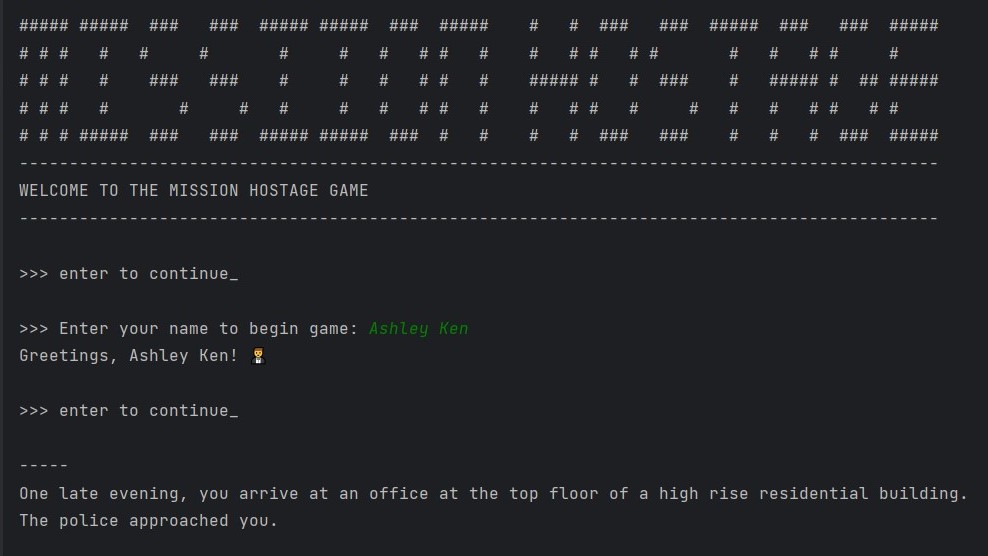 ##### #####  ###   ###  ##### #####  ###  #####    #   #  ###   ###  #####  ###   ###  #####
# # #   #   #     #       #     #   #   # #   #    #   # #   # #       #   #   # #     #
# # #   #    ###   ###    #     #   #   # #   #    ##### #   #  ###    #   ##### #  ## #####
# # #   #       #     #   #     #   #   # #   #    #   # #   #     #   #   #   # #   # #
# # # #####  ###   ###  ##### #####  ###  #   #    #   #  ###   ###    #   #   #  ###  #####
--------------------------------------------------------------------------------------------
WELCOME TO THE MISSION HOSTAGE GAME
--------------------------------------------------------------------------------------------
>>> enter to continue_
>>> Enter your name to begin game: Ashley Ken
Greetings, Ashley Ken! 🤵
>>> enter to continue_
-----
One late evening, you arrive at an office at the top floor of a high rise residential building.
The police approached you.